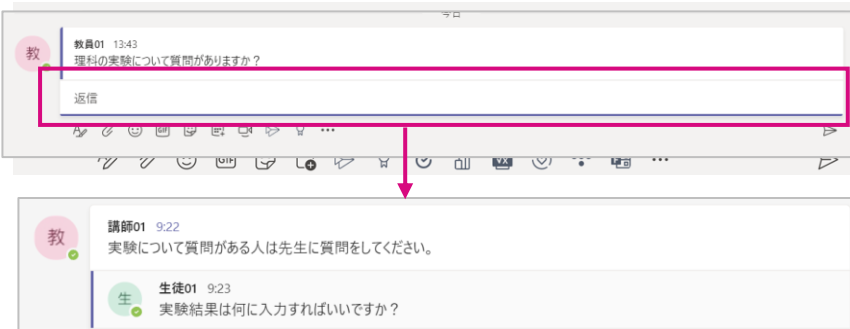 今日
教
教員01 13:43
理科の実験について質問がありますか？
返信
GIF
GIF
教
講師01 9:22
実験について質問がある人は先生に質問をしてください。
生
生徒01 9:23
実験結果は何に入力すればいいですか？